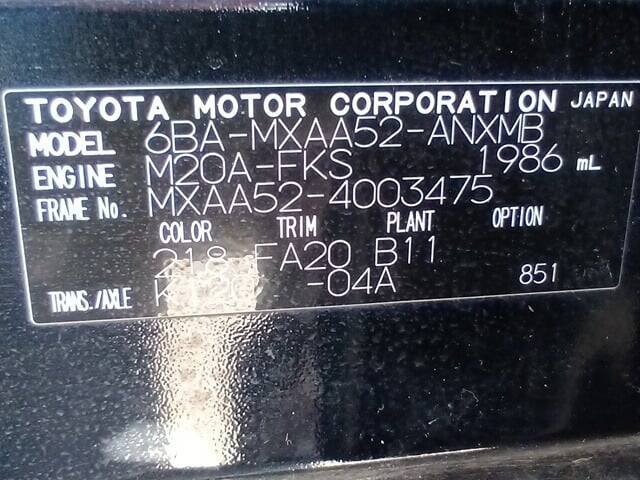 TOYOTA MOTOR CORPORATION JAPAN
MODEL 6BA-MXAA52-ANXMB
ENGINE M20A-FKS 1986 mL
FRAME No. MXAA52-4003475
COLOR TRIM PLANT OPTION
218 FA20 B11
TRANS./AXLE -04A 851